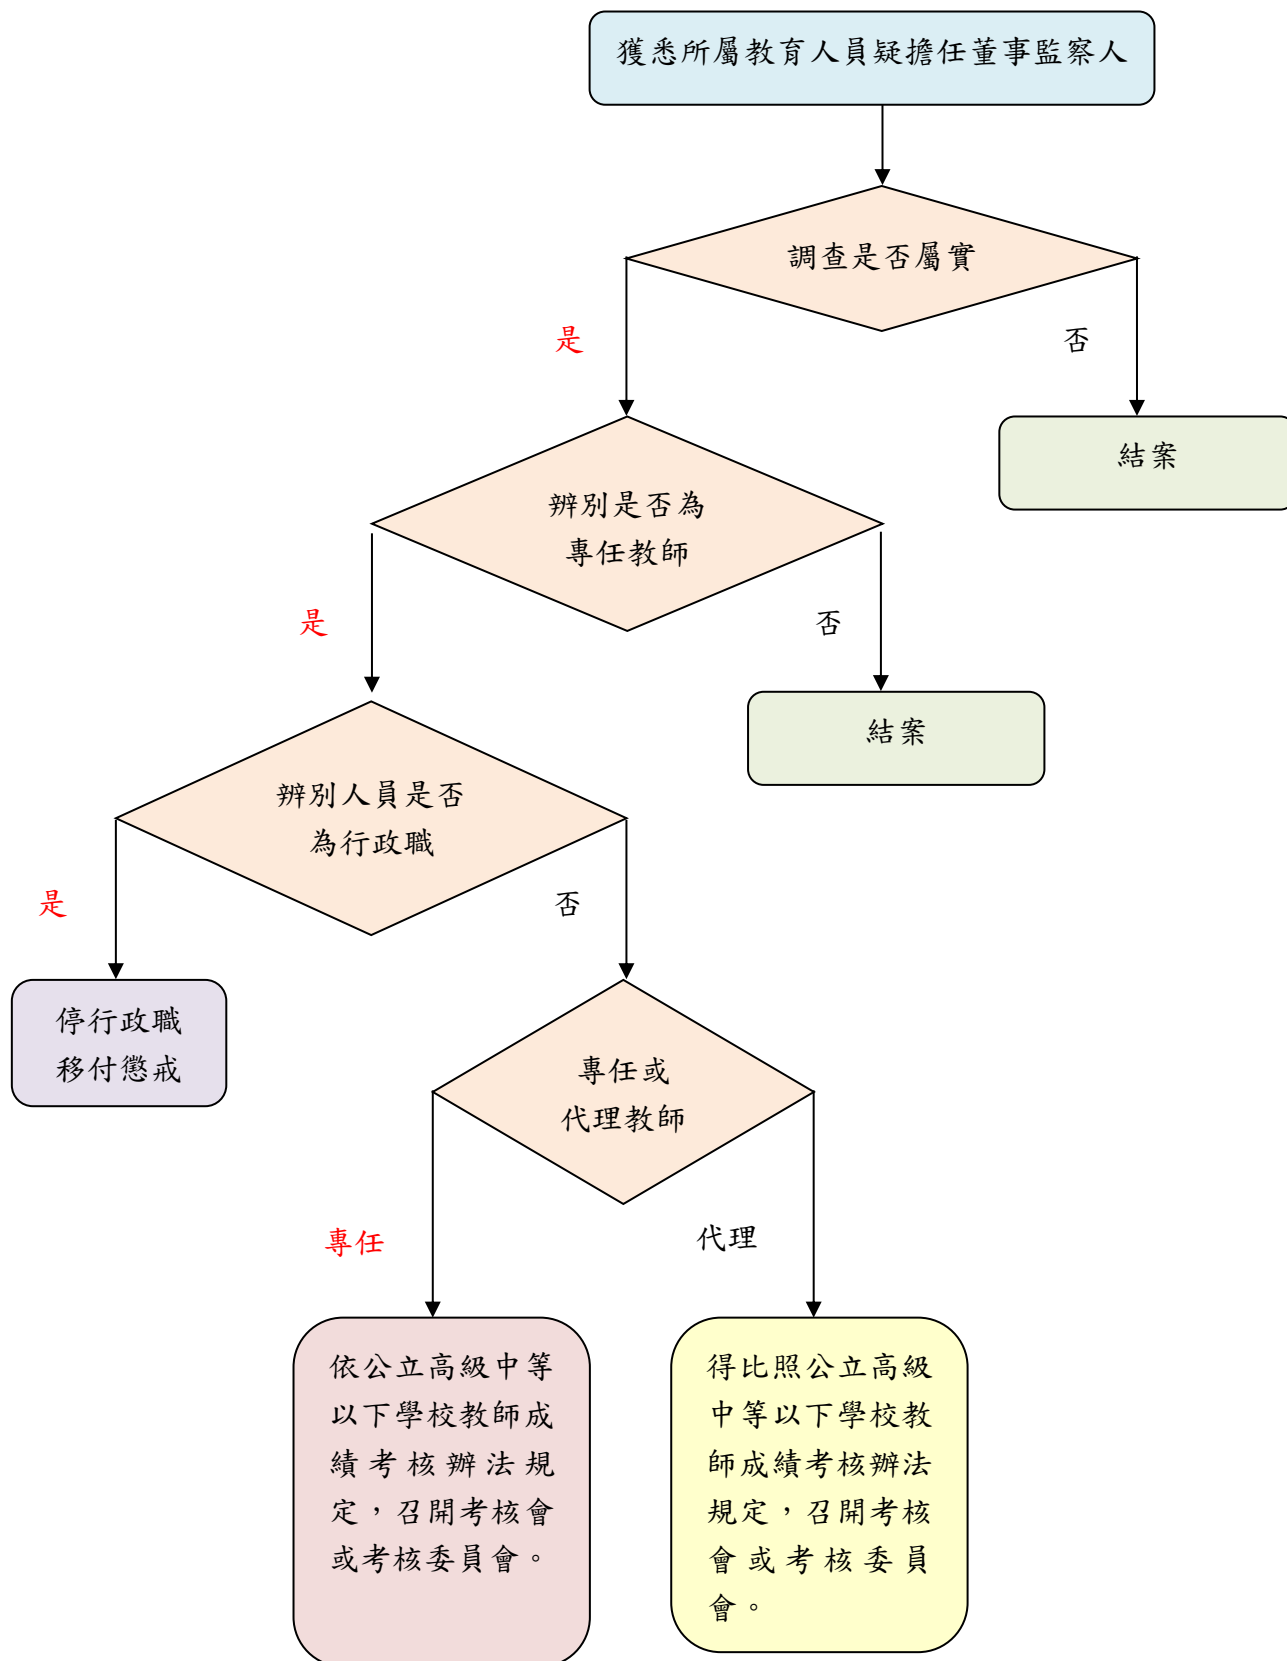 獲悉所屬教育人員疑擔任董事監察人
調查是否屬實
是
否
結案
辨別是否為
專任教師
是
否
結案
辨別人員是否
為行政職
是
否
停行政職
移付懲戒
專任或
代理教師
專任
代理
依公立高級中等
以下學校教師成
績考核辦法規
定，召開考核會
或考核委員會。
得比照公立高級
中等以下學校教
師成績考核辦法
規定，召開考核
會或考核委員
會。